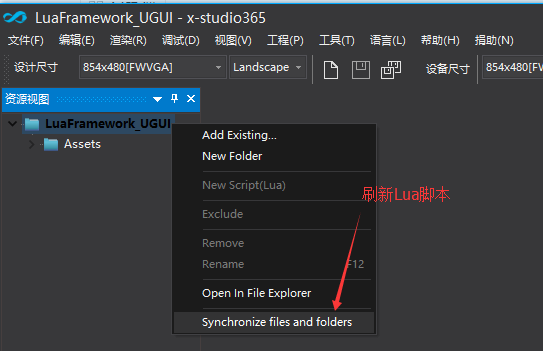 LuaFramework_UGUI - x-studio365
文件(F) 编辑(E) 渲染(R) 调试(D) 视图(V) 工程(P) 工具(T) 语言(L) 帮助(H) 捐助(N)
设计尺寸 854x480[FWVGA] Landscape 设备尺寸 854x480[FWV
资源视图
LuaFramework_UGUI
Assets
Add Existing...
New Folder
New Script(Lua)
刷新Lua脚本
Exclude
Remove
Rename F12
Open In File Explorer
Synchronize files and folders